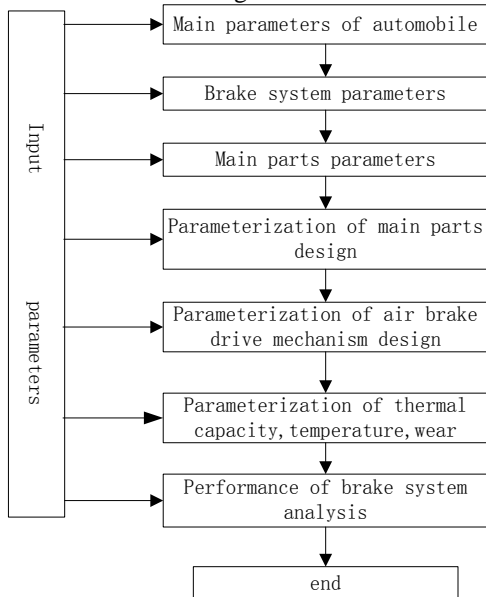 Main parameters of automobile
Brake system parameters
Main parts parameters
Parameterization of main parts
design
Parameterization of air brake
drive mechanism design
Parameterization of thermal
capacity,temperature,wear
Performance of brake system
analysis
end
Input
parameters